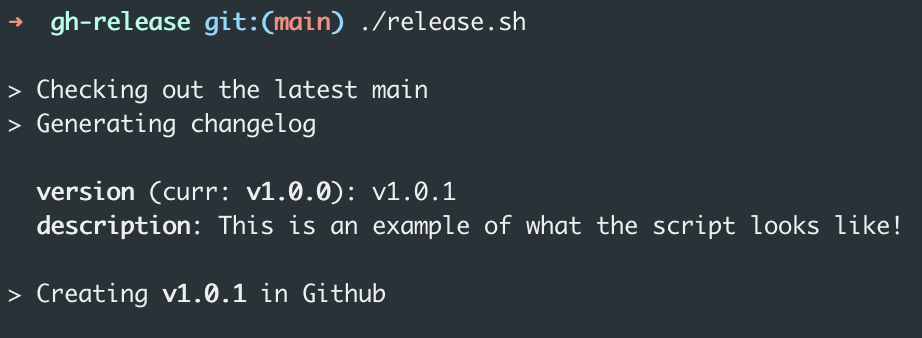 ➜ gh-release git:(main) ./release.sh
> Checking out the latest main
> Generating changelog
version (curr: v1.0.0): v1.0.1
description: This is an example of what the script looks like!
> Creating v1.0.1 in Github